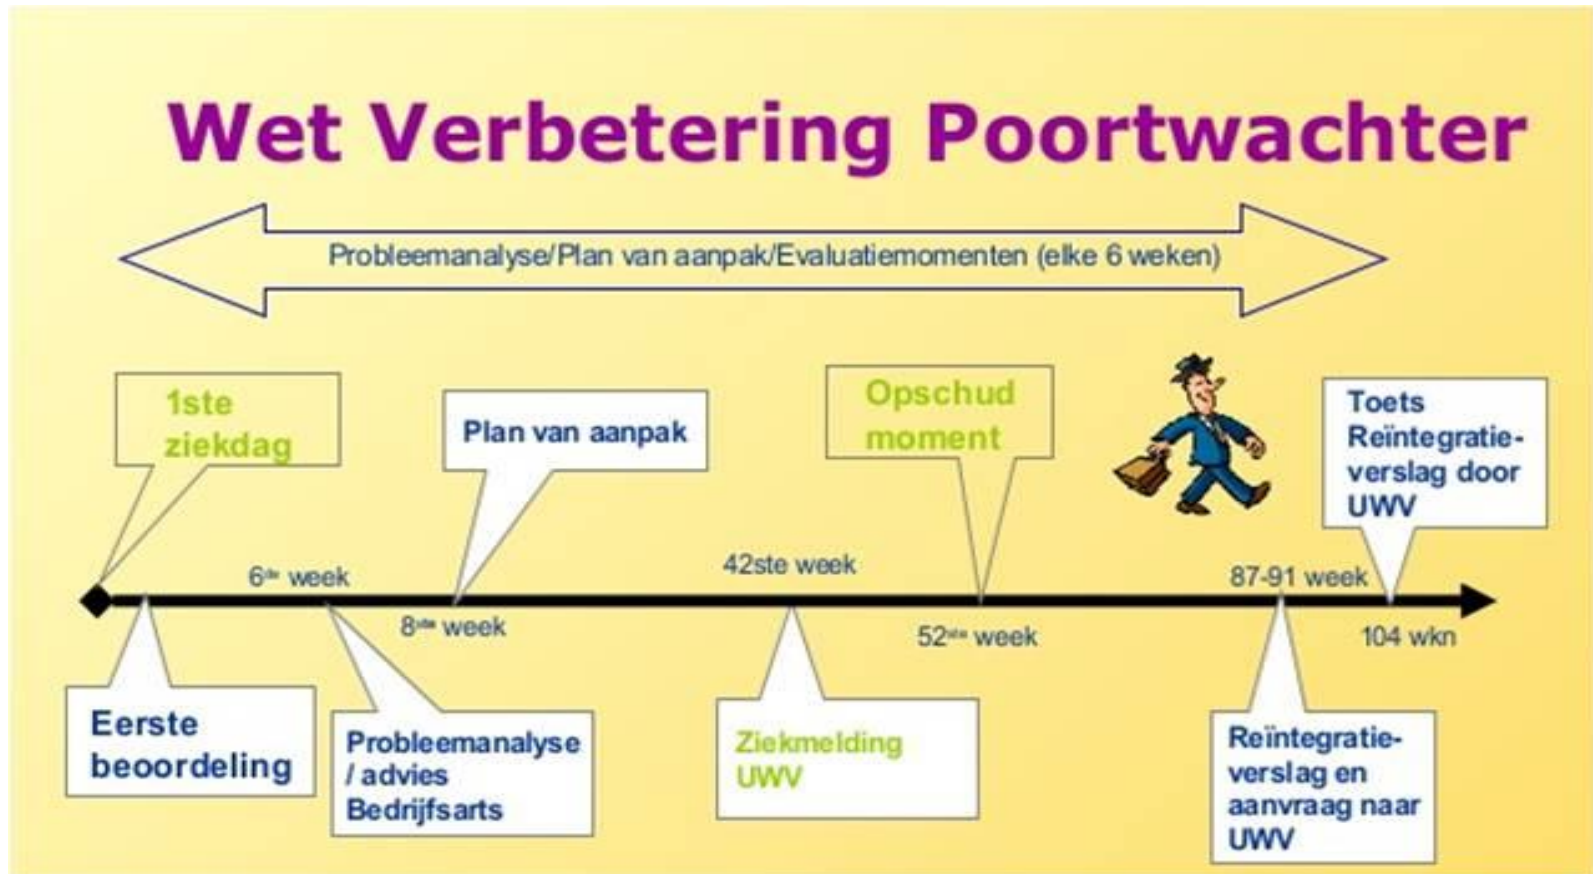 Wet Verbetering Poortwachter
Probleemanalyse/Plan van aanpak/Evaluatiemomenten (elke 6 weken)
1ste
ziekdag
Plan van aanpak
Opschud
moment
Toets
Reïntegratie-
verslag door
UWV
6de week
8ste week
42ste week
52ste week
87-91 week
104 wkn
Eerste
beoordeling
Probleemanalyse
/ advies
Bedrijfsarts
Ziekmelding
UWV
Reïntegratie-
verslag en
aanvraag naar
UWV